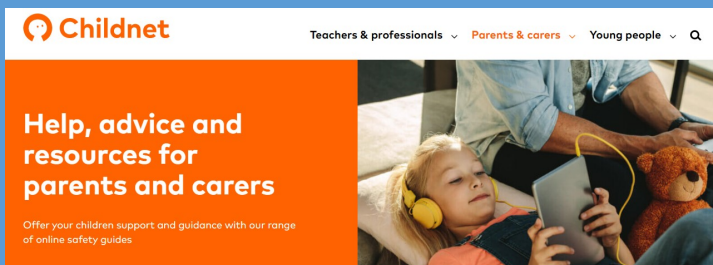 Childnet
Teachers & professionals
Parents & carers
Young people
Help, advice and
resources for
parents and carers
Offer your children support and guidance with our range
of online safety guides